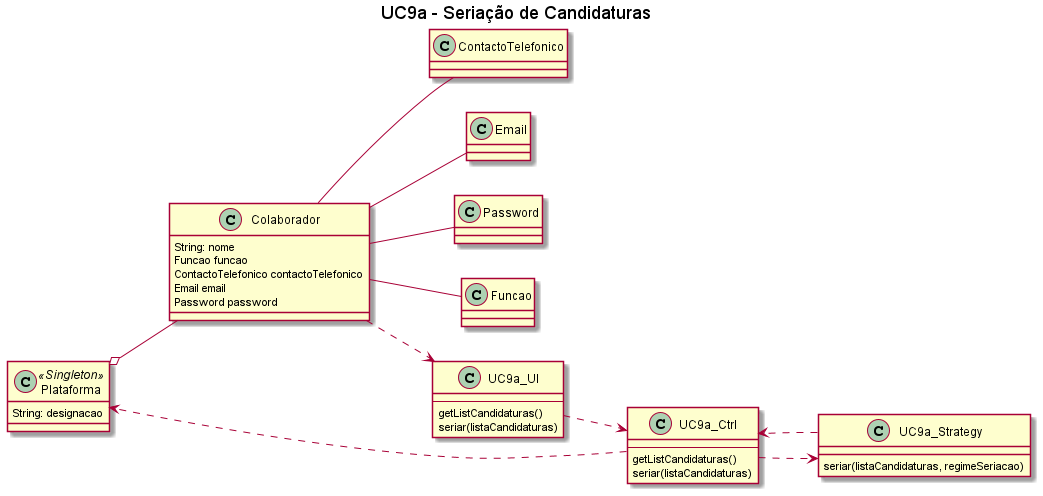 UC9a - Seriação de Candidaturas
C ContactoTelefonico
C Email
C Password
C Funcao
C Colaborador
String: nome
Funcao funcao
ContactoTelefonico contactoTelefonico
Email email
Password password
C «Singleton»
Plataforma
String: designacao
C UC9a_UI
getListCandidaturas()
seriar(listaCandidaturas)
C UC9a_Ctrl
getListCandidaturas()
seriar(listaCandidaturas)
C UC9a_Strategy
seriar(listaCandidaturas, regimeSeriacao)